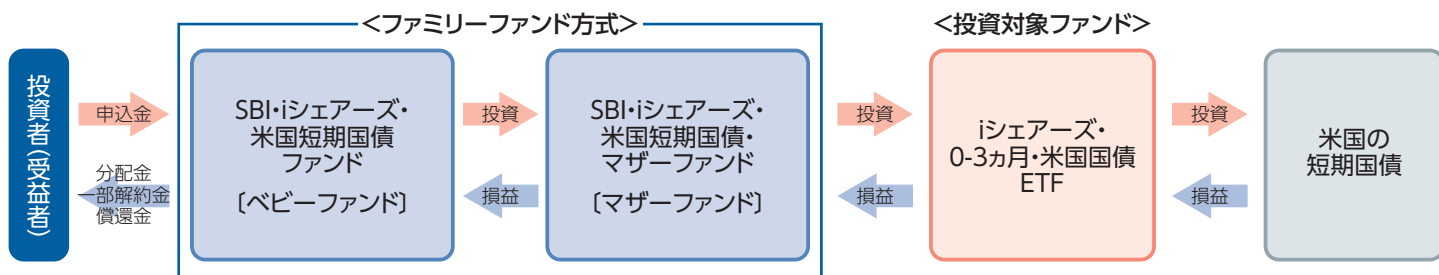 <ファミリーファンド方式>
<投資対象ファンド>
投資者(受益者)
申込金
分配金
一部解約金
償還金
SBI・iシェアーズ・
米国短期国債
ファンド
〔ベビーファンド〕
投資
損益
SBI・iシェアーズ・
米国短期国債・
マザーファンド
〔マザーファンド〕
投資
損益
iシェアーズ・
0-3ヵ月・米国国債
ETF
投資
損益
米国の
短期国債